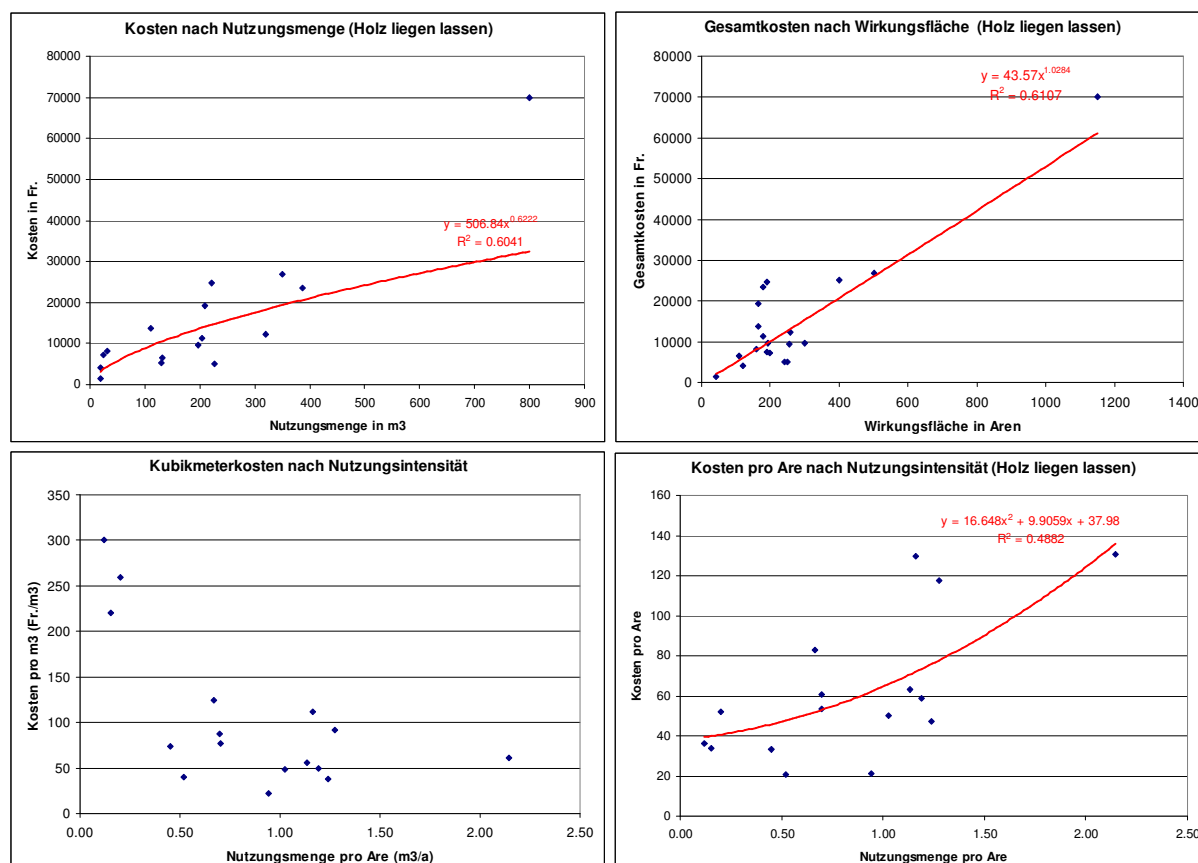 Kosten nach Nutzungsmenge (Holz liegen lassen)
80000
70000
60000
50000
40000
30000
20000
10000
0
Kosten in Fr.
y = 506.84x^0.6222
R² = 0.6041
0 100 200 300 400 500 600 700 800 900
Nutzungsmenge in m3
Gesamtkosten nach Wirkungsfläche (Holz liegen lassen)
80000
70000
60000
50000
40000
30000
20000
10000
0
Gesamtkosten in Fr.
y = 43.57x^1.0284
R² = 0.6107
0 200 400 600 800 1000 1200 1400
Wirkungsfläche in Aren
Kubikmeterkosten nach Nutzungsintensität
350
300
250
200
150
100
50
0
Kosten pro m3 (Fr./m3)
0.00 0.50 1.00 1.50 2.00 2.50
Nutzungsmenge pro Are (m3/a)
Kosten pro Are nach Nutzungsintensität (Holz liegen lassen)
160
140
120
100
80
60
40
20
0
Kosten pro Are
y = 16.648x² + 9.9059x + 37.98
R² = 0.4882
0.00 0.50 1.00 1.50 2.00 2.50
Nutzungsmenge pro Are